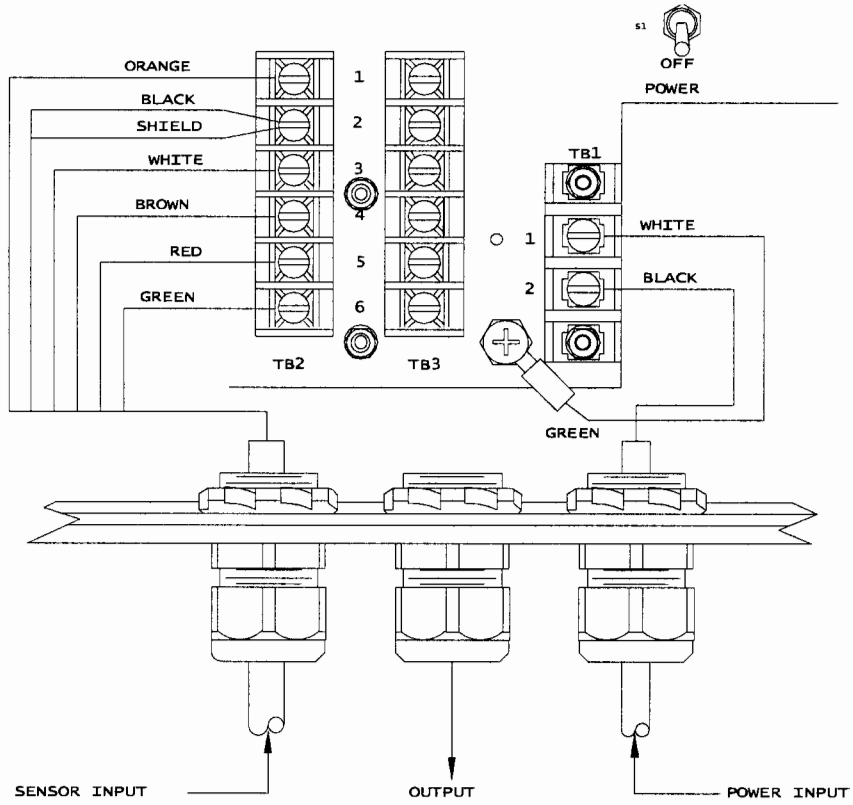 S1
OFF
POWER
ORANGE
BLACK
SHIELD
WHITE
BROWN
RED
GREEN
1
2
3
4
5
6
TB2
TB3
TB1
1
2
WHITE
BLACK
GREEN
SENSOR INPUT
OUTPUT
POWER INPUT